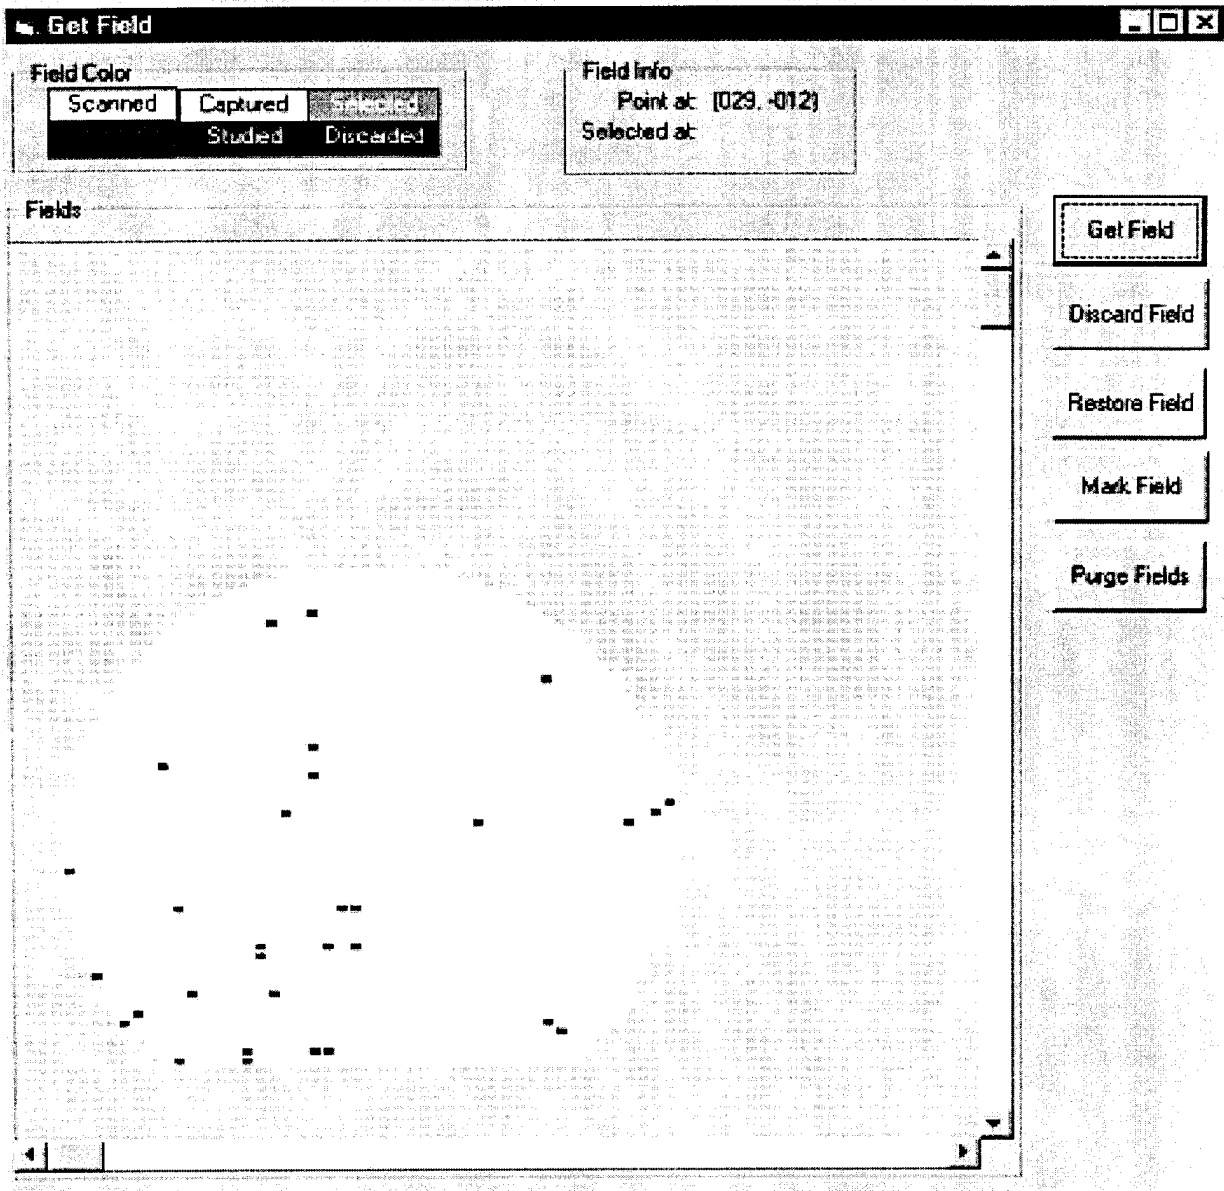 Get Field
Field Color
Scanned Captured Selected
Studied Discarded
Field Info
Point at: (029, -012)
Selected at:
Fields
Get Field
Discard Field
Restore Field
Mark Field
Purge Fields